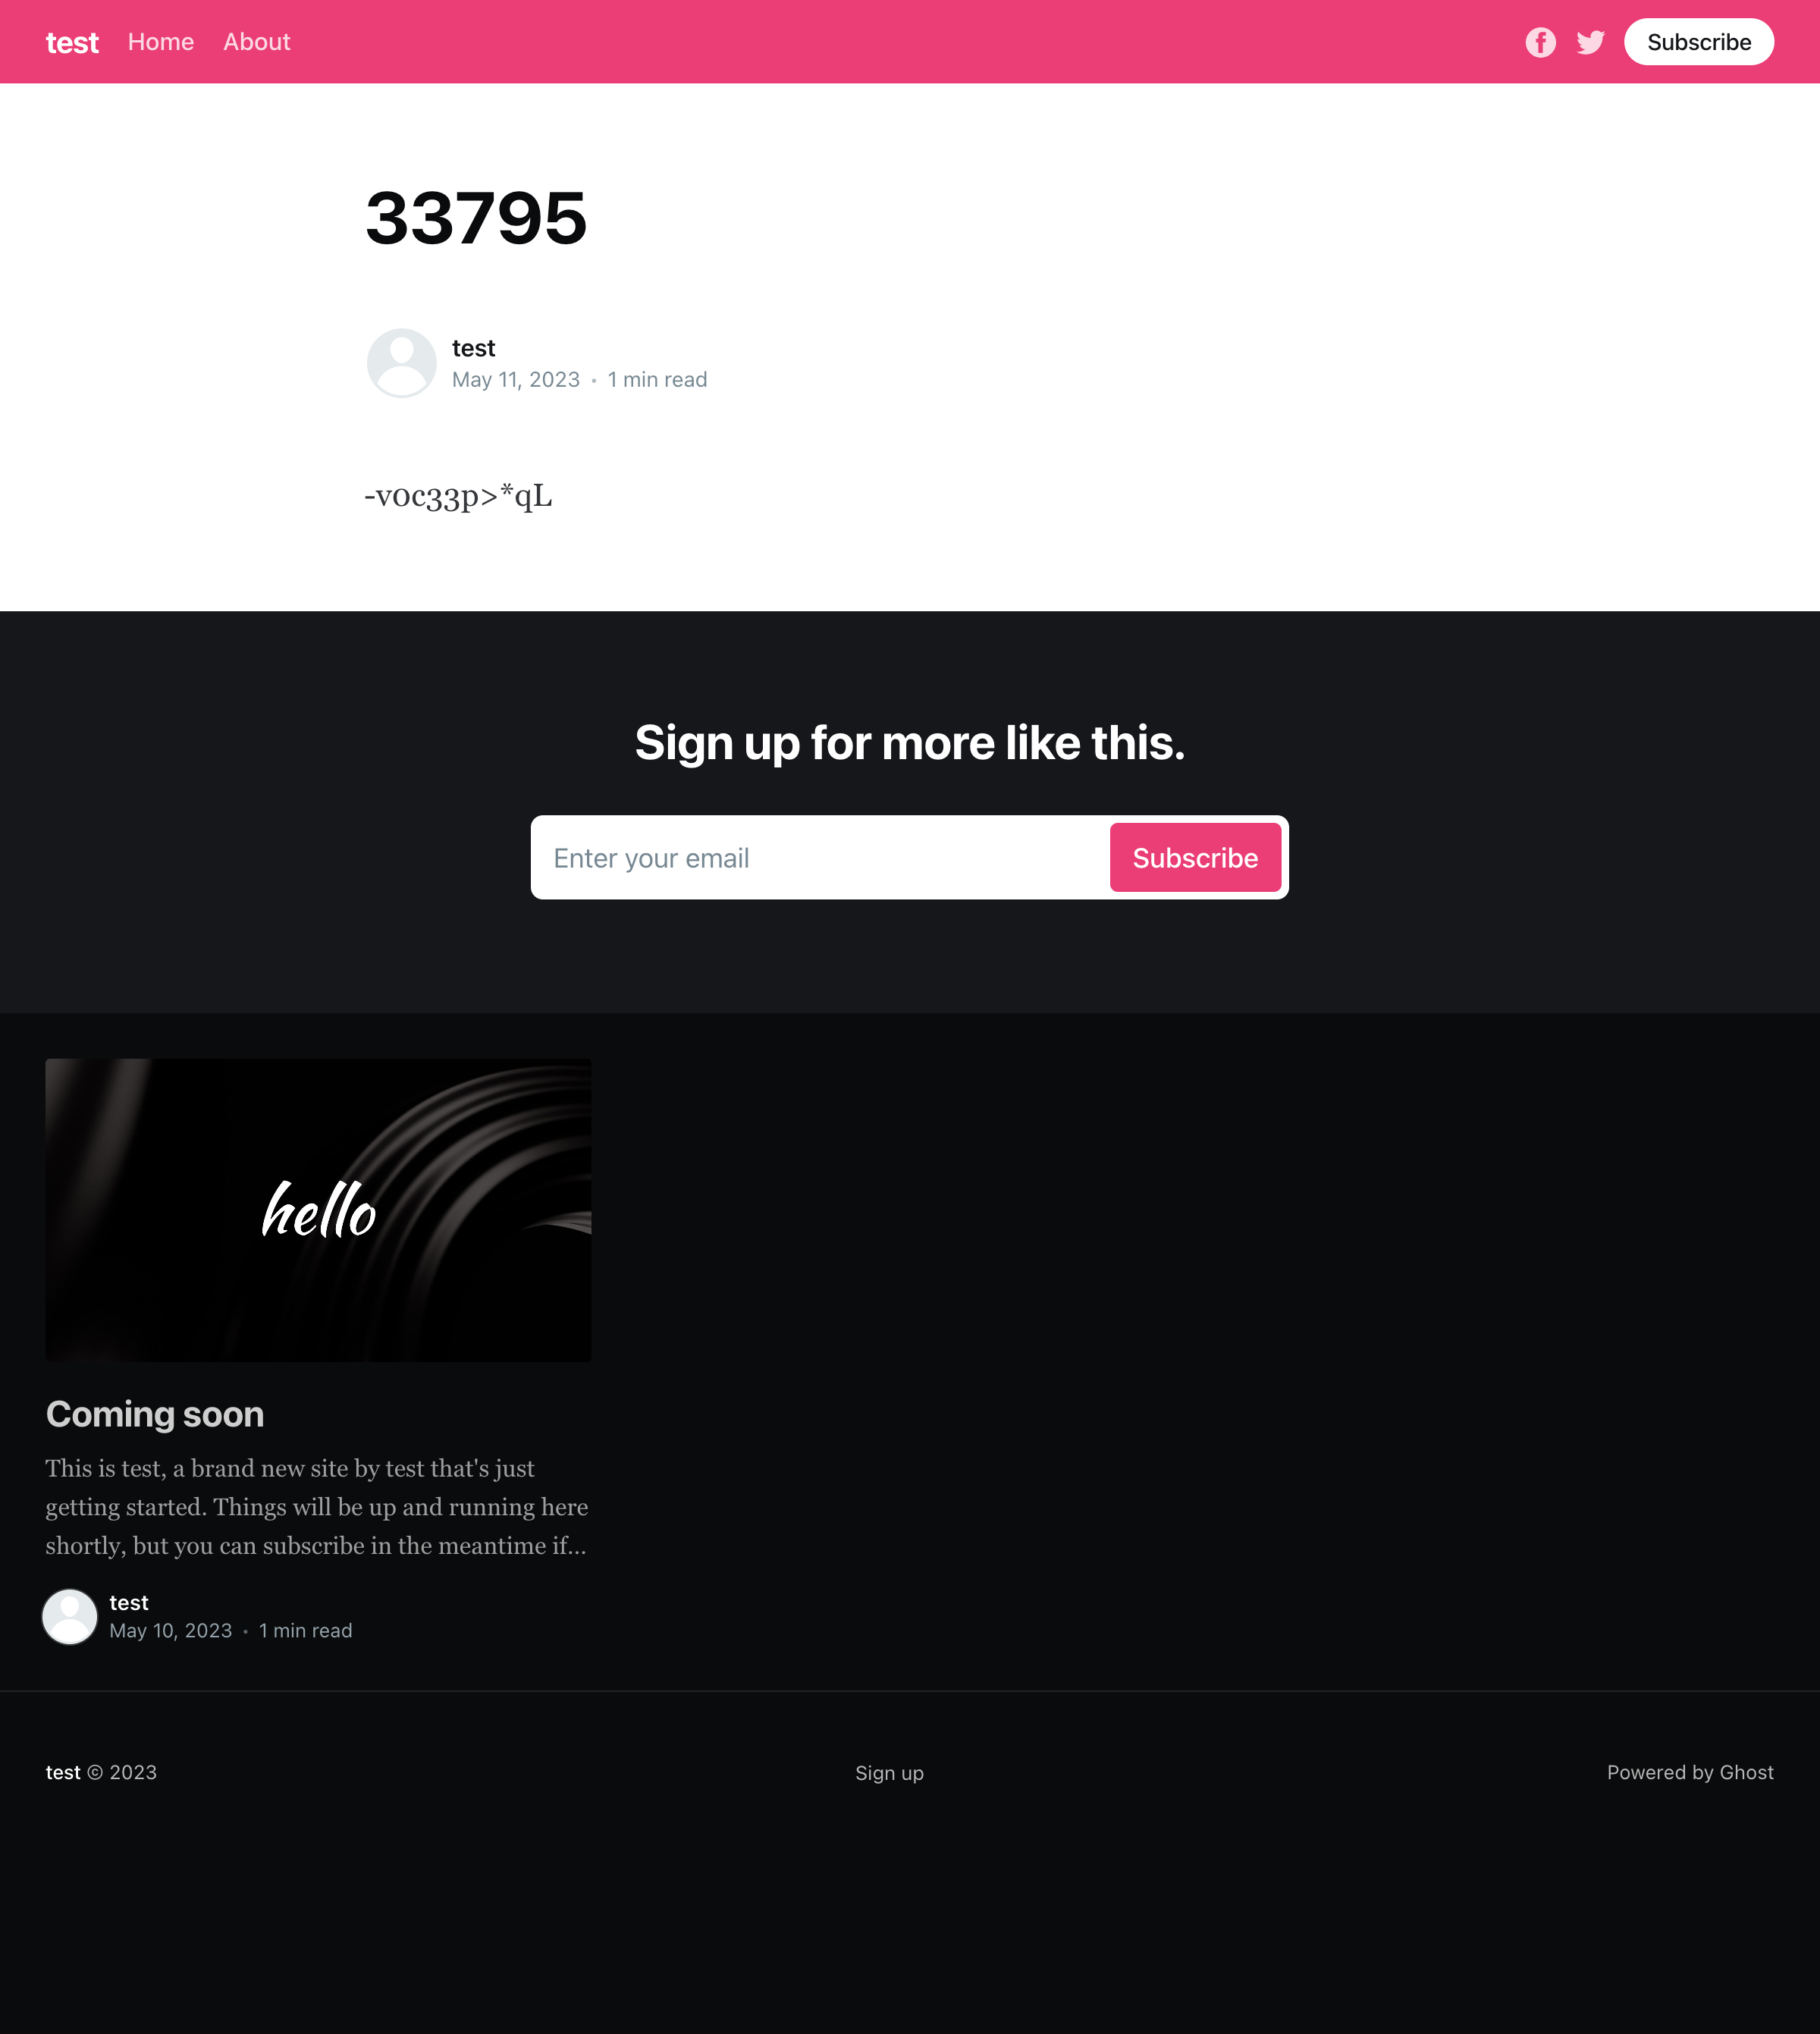 test Home About Subscribe
33795
test
May 11, 2023 • 1 min read
-v0c33p>*qL
Sign up for more like this.
Enter your email Subscribe
hello
Coming soon
This is test, a brand new site by test that's just
getting started. Things will be up and running here
shortly, but you can subscribe in the meantime if...
test
May 10, 2023 • 1 min read
test © 2023 Sign up Powered by Ghost